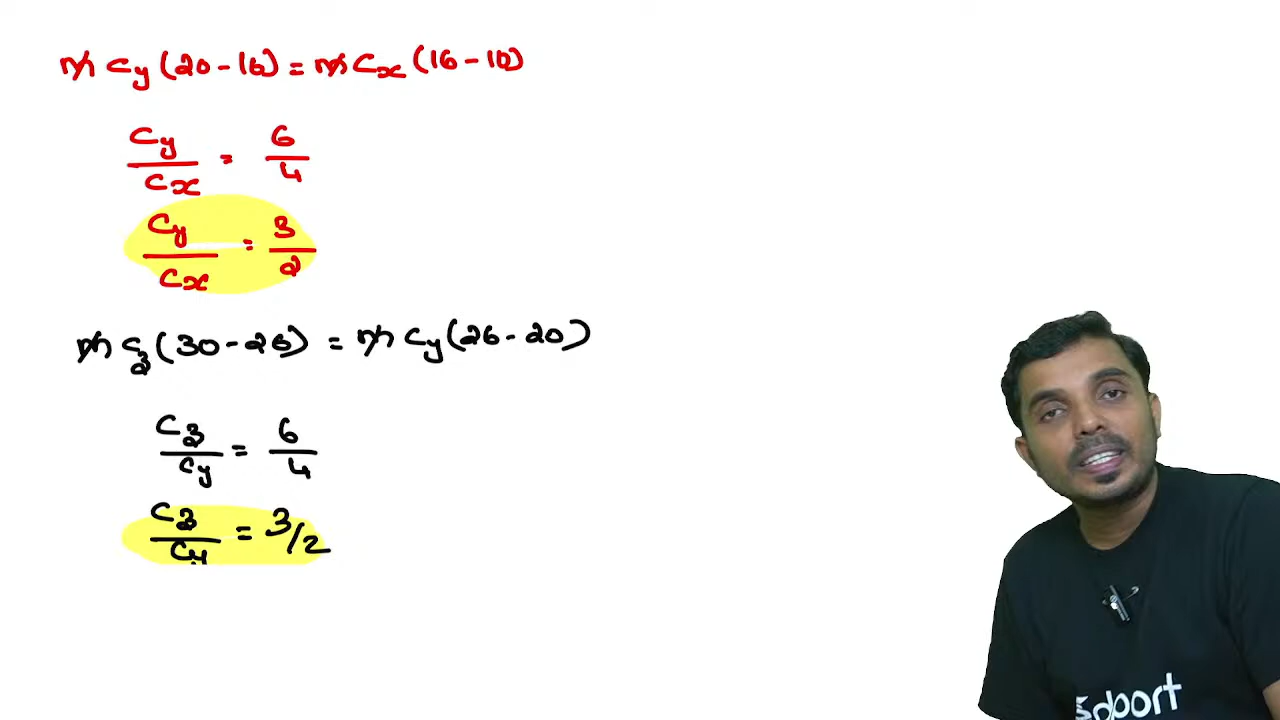 m Cy (20 - 16) = m Cx (16 - 10)
Cy/Cx = 6/4
Cy/Cx = 3/2
m Cz (30 - 26) = m Cy (26 - 20)
Cz/Cy = 6/4
Cz/Cy = 3/2